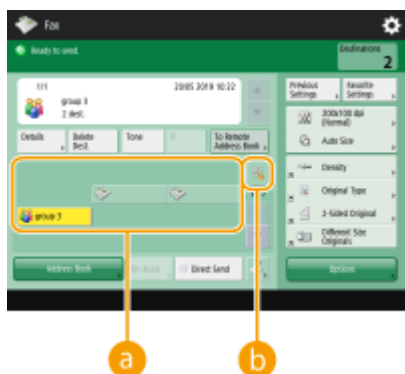 Fax
Ready to send.
Destinations
2
1/1
20/05 2019 10:22
group 3
2 dest.
Details
Delete
Dest.
Tone
To Remote
Address Book
group 3
Address Book
On-Hook
Direct Send
Previous
Settings
Favorite
Settings
200x100 dpi
(Normal)
Auto Size
Density
Original Type
2-Sided Original
Different Size
Originals
Options
a
b